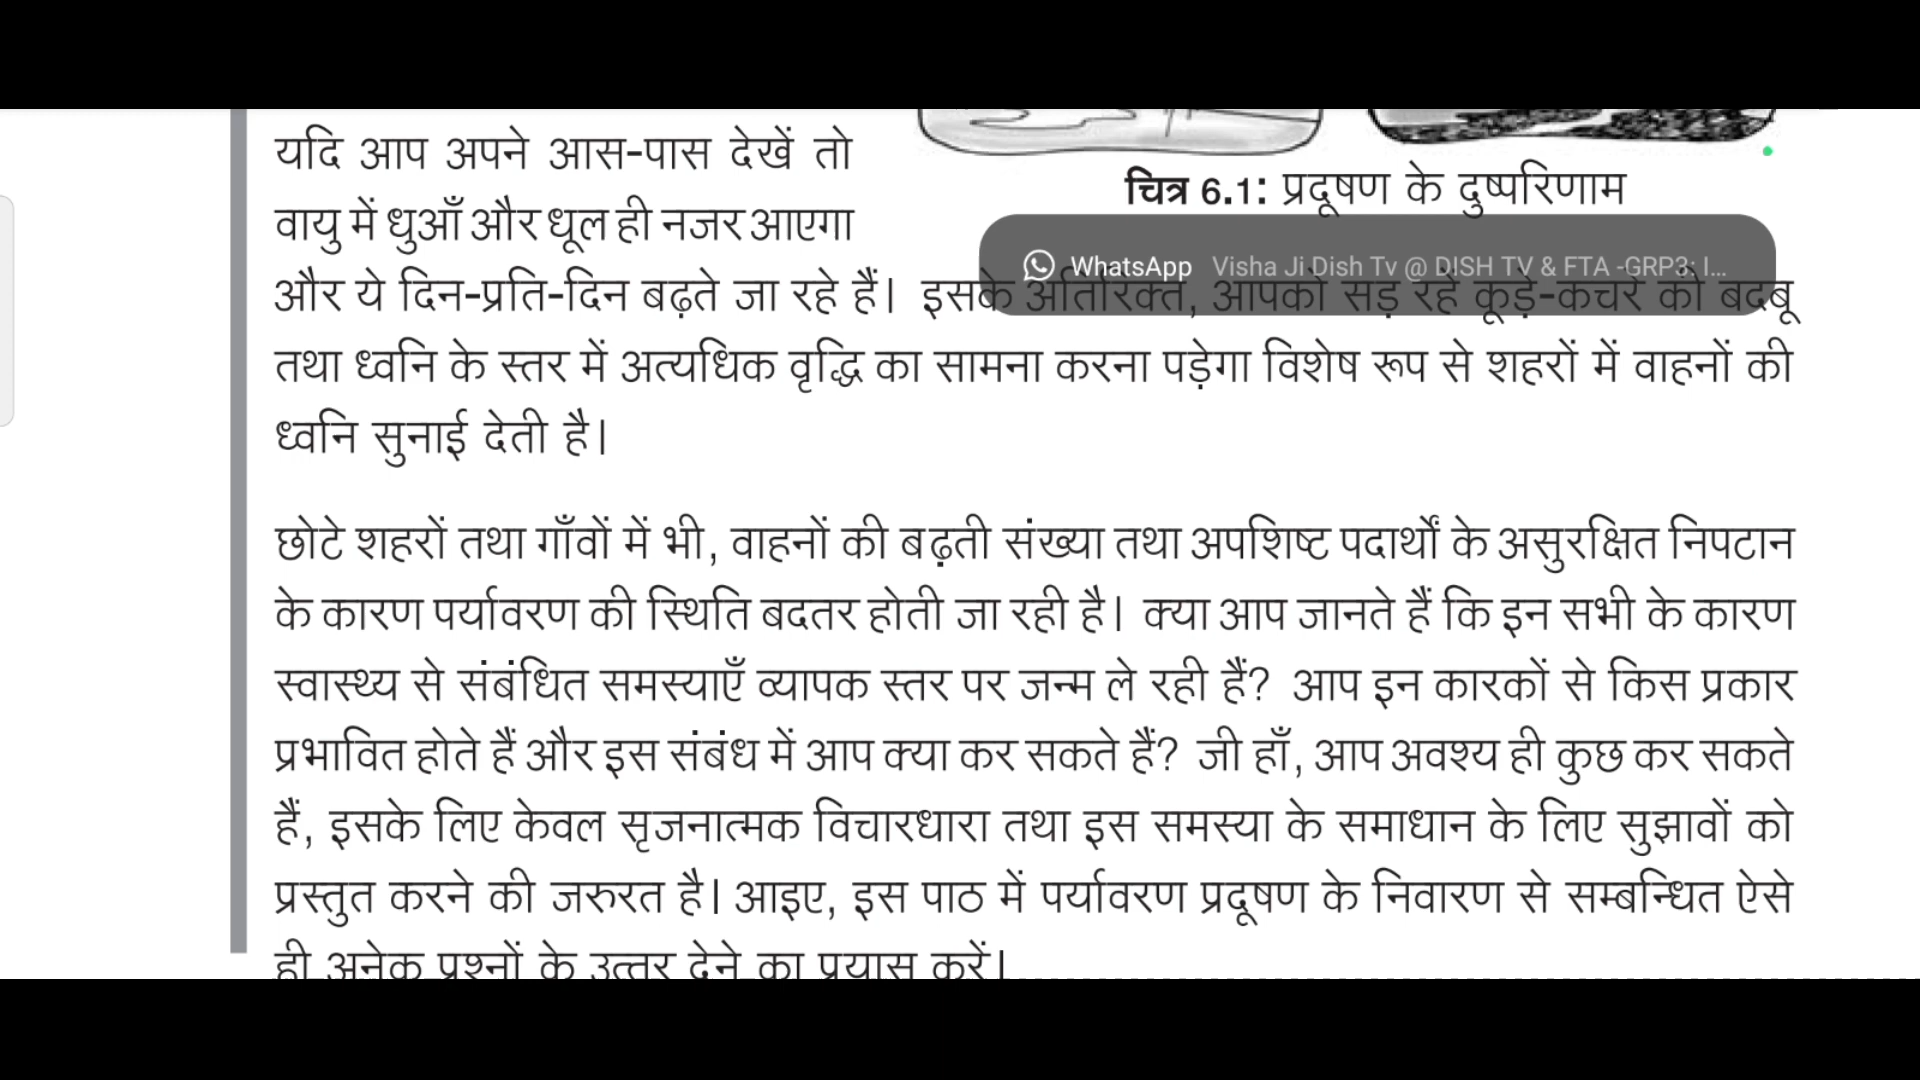 यदि आप अपने आस-पास देखें तो
वायु में धुआँ और धूल ही नजर आएगा
चित्र 6.1: प्रदूषण के दुष्परिणाम
WhatsApp Visha Ji Dish Tv @ DISH TV & FTA -GRP3: I...
और ये दिन-प्रति-दिन बढ़ते जा रहे हैं। इसके अतिरिक्त, आपको सड़ रहे कूड़े-कचरे की बदबू
तथा ध्वनि के स्तर में अत्यधिक वृद्धि का सामना करना पड़ेगा विशेष रूप से शहरों में वाहनों की
ध्वनि सुनाई देती है।
छोटे शहरों तथा गाँवों में भी, वाहनों की बढ़ती संख्या तथा अपशिष्ट पदार्थों के असुरक्षित निपटान
के कारण पर्यावरण की स्थिति बदतर होती जा रही है। क्या आप जानते हैं कि इन सभी के कारण
स्वास्थ्य से संबंधित समस्याएँ व्यापक स्तर पर जन्म ले रही हैं? आप इन कारकों से किस प्रकार
प्रभावित होते हैं और इस संबंध में आप क्या कर सकते हैं? जी हाँ, आप अवश्य ही कुछ कर सकते
हैं, इसके लिए केवल सृजनात्मक विचारधारा तथा इस समस्या के समाधान के लिए सुझावों को
प्रस्तुत करने की जरुरत है। आइए, इस पाठ में पर्यावरण प्रदूषण के निवारण से सम्बन्धित ऐसे
ही अनेक प्रश्नों के उत्तर देने का प्रयास करें।